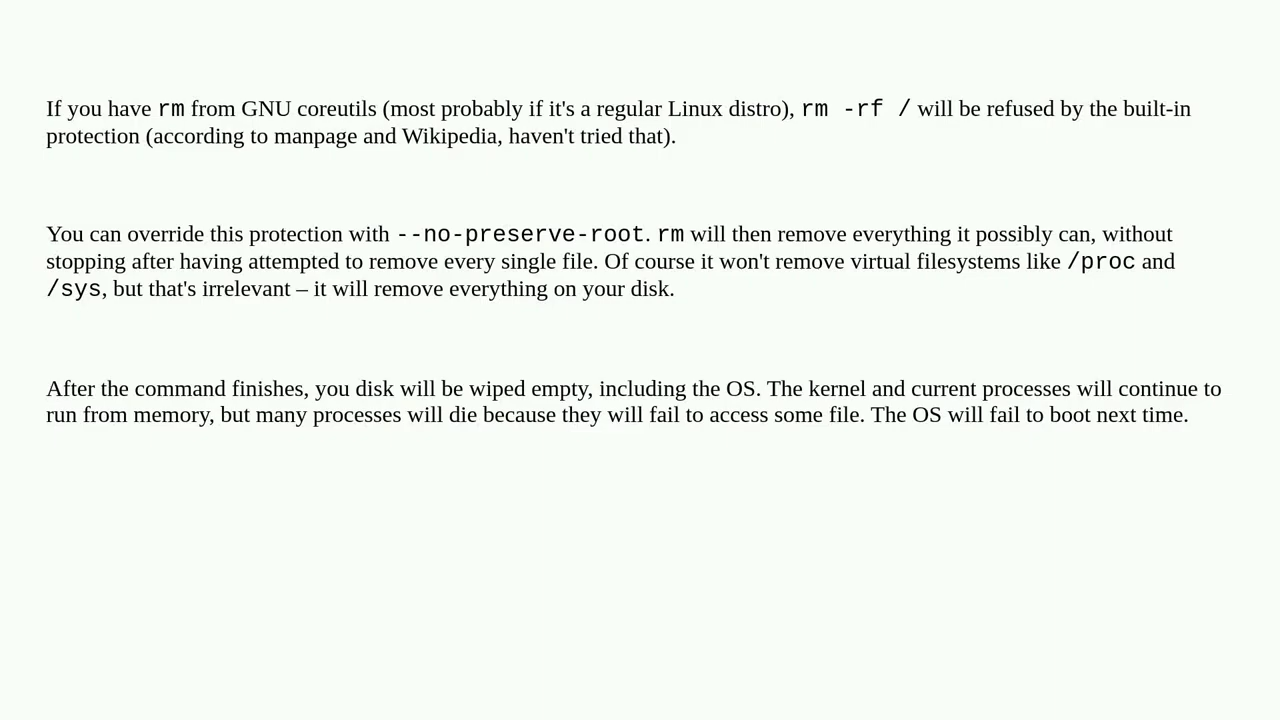 If you have rm from GNU coreutils (most probably if it's a regular Linux distro), rm -rf / will be refused by the built-in
protection (according to manpage and Wikipedia, haven't tried that).
You can override this protection with --no-preserve-root. rm will then remove everything it possibly can, without
stopping after having attempted to remove every single file. Of course it won't remove virtual filesystems like /proc and
/sys, but that's irrelevant – it will remove everything on your disk.
After the command finishes, you disk will be wiped empty, including the OS. The kernel and current processes will continue to
run from memory, but many processes will die because they will fail to access some file. The OS will fail to boot next time.